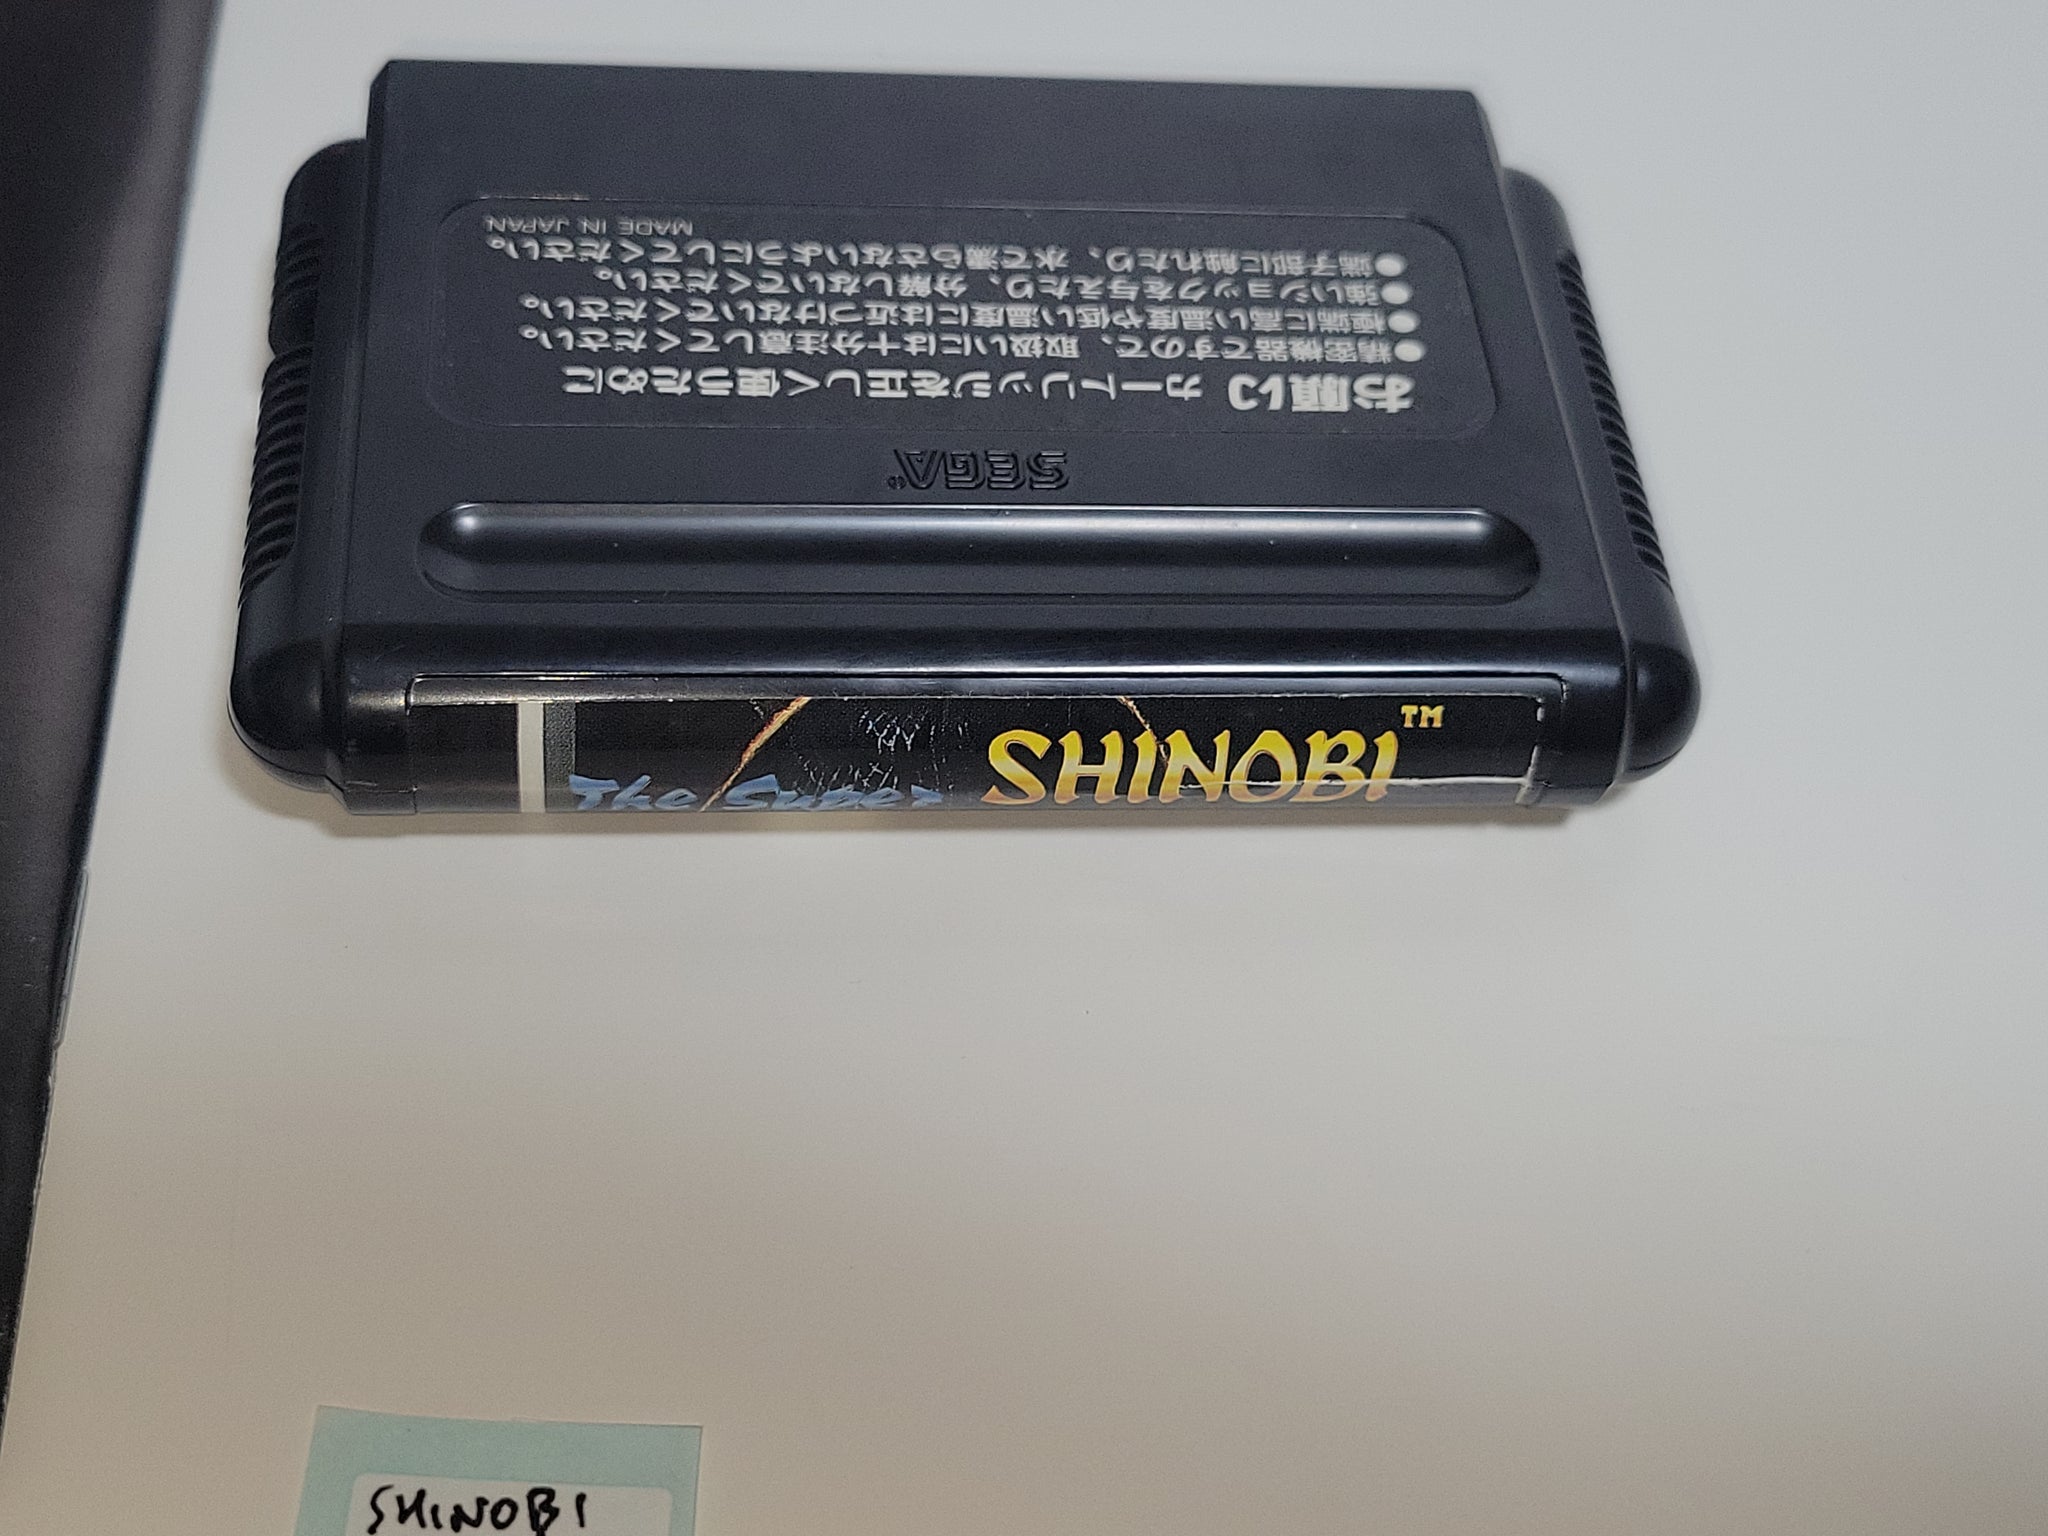 お願い カートリッジを正しく使うために
●精密機器ですので、取扱いには十分注意してください。
●極端に高い温度や低い温度には近づけないでください。
●強いショックを与えたり、分解しないでください。
●端子部に触れたり、水で濡らさないようにしてください。
MADE IN JAPAN
SEGA®
The Super SHINOBI™
SHINOBI